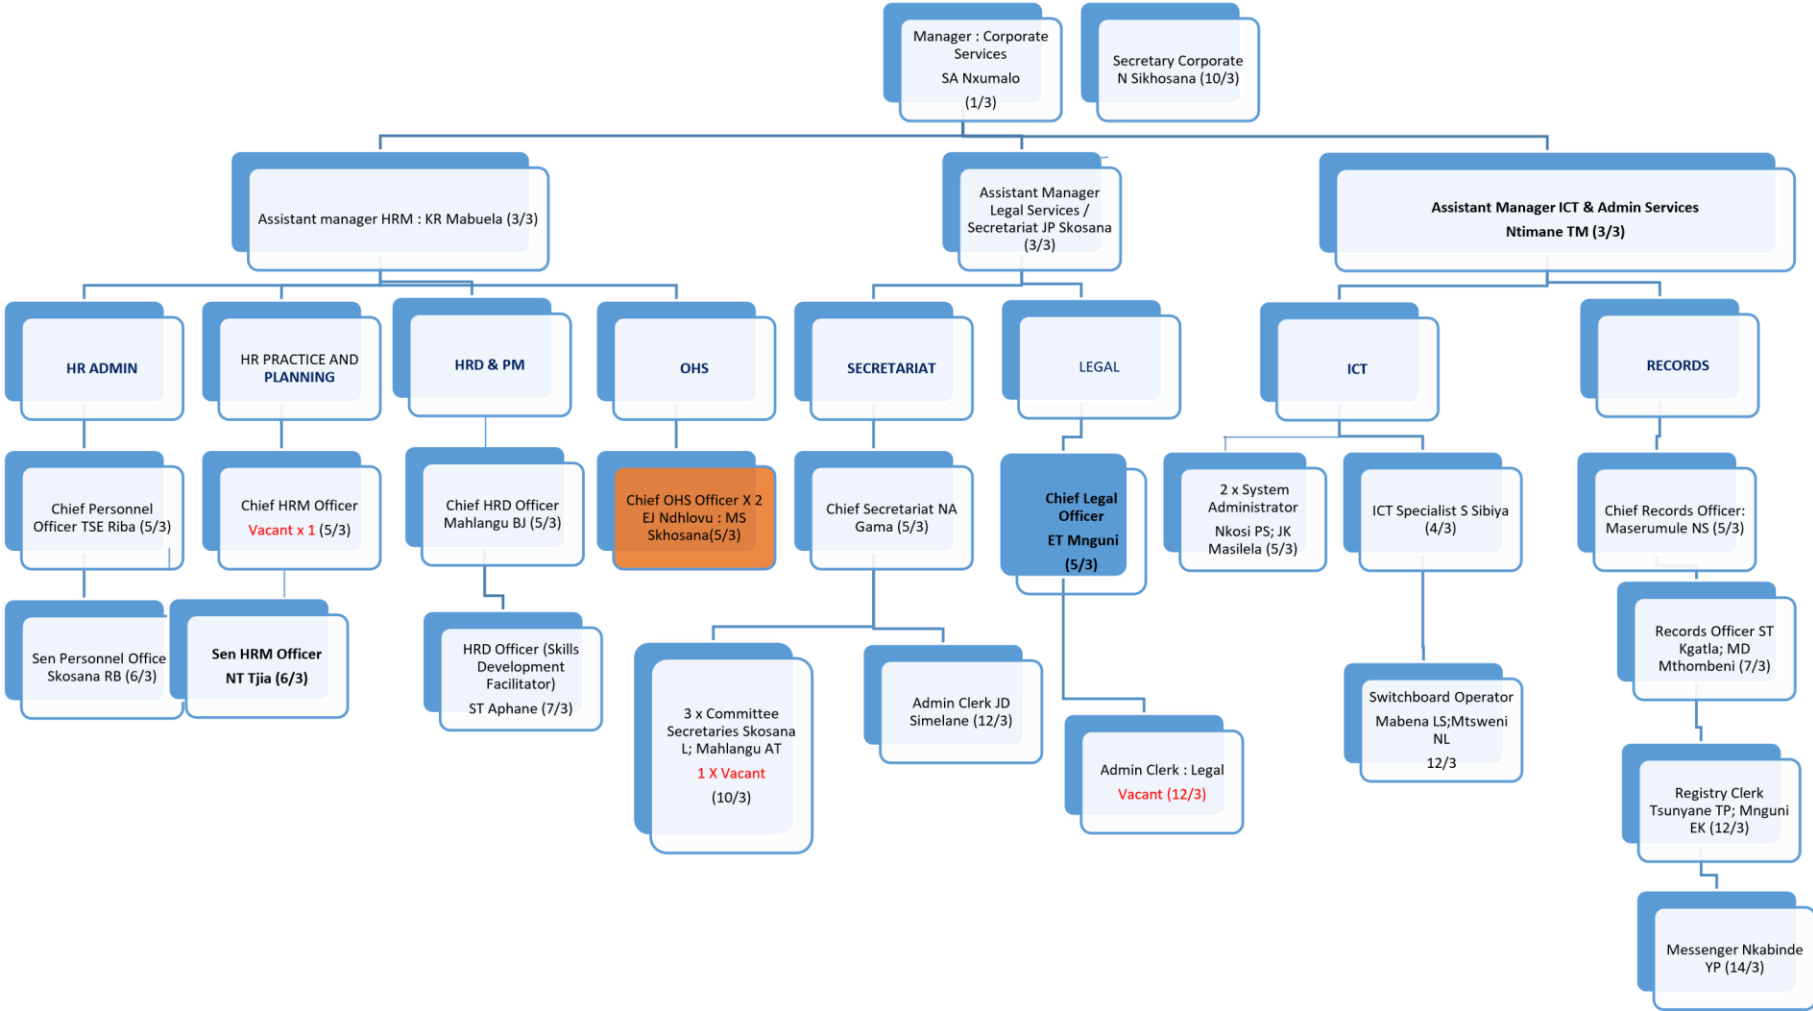 Manager : Corporate
Services
SA Nxumalo
(1/3)
Secretary Corporate
N Sikhosana (10/3)
Assistant manager HRM : KR Mabuela (3/3)
Assistant Manager
Legal Services /
Secretariat JP Skosana
(3/3)
Assistant Manager ICT & Admin Services
Ntimane TM (3/3)
HR ADMIN
HR PRACTICE AND
PLANNING
HRD & PM
OHS
SECRETARIAT
LEGAL
ICT
RECORDS
Chief Personnel
Officer TSE Riba (5/3)
Chief HRM Officer
Vacant x 1 (5/3)
Chief HRD Officer
Mahlangu BJ (5/3)
Chief OHS Officer X 2
EJ Ndhlovu : MS
Skhosana(5/3)
Chief Secretariat NA
Gama (5/3)
Chief Legal
Officer
ET Mnguni
(5/3)
2 x System
Administrator
Nkosi PS; JK
Masilela (5/3)
ICT Specialist S Sibiya
(4/3)
Chief Records Officer:
Maserumule NS (5/3)
Sen Personnel Office
Skosana RB (6/3)
Sen HRM Officer
NT Tjia (6/3)
HRD Officer (Skills
Development
Facilitator)
ST Aphane (7/3)
3 x Committee
Secretaries Skosana
L; Mahlangu AT
1 X Vacant
(10/3)
Admin Clerk JD
Simelane (12/3)
Admin Clerk : Legal
Vacant (12/3)
Switchboard Operator
Mabena LS;Mtsweni
NL
12/3
Records Officer ST
Kgatla; MD
Mthombeni (7/3)
Registry Clerk
Tsunyane TP; Mnguni
EK (12/3)
Messenger Nkabinde
YP (14/3)